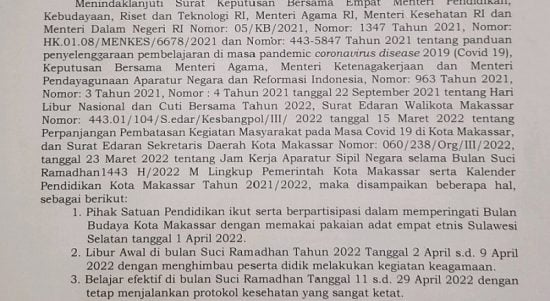 Menindaklanjuti Surat Keputusan Bersama Empat Menteri Pendidikan,
Kebudayaan, Riset dan Teknologi RI, Menteri Agama RI, Menteri Kesehatan RI dan
Menteri Dalam Negeri RI Nomor: 05/KB/2021, Nomor: 1347 Tahun 2021, Nomor:
HK.01.08/MENKES/6678/2021 dan Nomor: 443-5847 Tahun 2021 tentang panduan
penyelenggaraan pembelajaran di masa pandemic coronavirus disease 2019 (Covid 19),
Keputusan Bersama Menteri Agama, Menteri Ketenagakerjaan dan Menteri
Pendayagunaan Aparatur Negara dan Reformasi Indonesia, Nomor: 963 Tahun 2021,
Nomor: 3 Tahun 2021, Nomor : 4 Tahun 2021 tanggal 22 September 2021 tentang Hari
Libur Nasional dan Cuti Bersama Tahun 2022, Surat Edaran Walikota Makassar
Nomor: 443.01/104/S.edar/Kesbangpol/III/ 2022 tanggal 15 Maret 2022 tentang
Perpanjangan Pembatasan Kegiatan Masyarakat pada Masa Covid 19 di Kota Makassar,
dan Surat Edaran Sekretaris Daerah Kota Makassar Nomor: 060/238/Org/III/2022,
tanggal 23 Maret 2022 tentang Jam Kerja Aparatur Sipil Negara selama Bulan Suci
Ramadhan1443 H/2022 M Lingkup Pemerintah Kota Makassar serta Kalender
Pendidikan Kota Makassar Tahun 2021/2022, maka disampaikan beberapa hal,
sebagai berikut:
1. Pihak Satuan Pendidikan ikut serta berpartisipasi dalam memperingati Bulan
Budaya Kota Makassar dengan memakai pakaian adat empat etnis Sulawesi
Selatan tanggal 1 April 2022.
2. Libur Awal di bulan Suci Ramadhan Tahun 2022 Tanggal 2 April s.d. 9 April
2022 dengan menghimbau peserta didik melakukan kegiatan keagamaan.
3. Belajar efektif di bulan Suci Ramadhan Tanggal 11 s.d. 29 April 2022 dengan
tetap menjalankan protokol kesehatan yang sangat ketat.